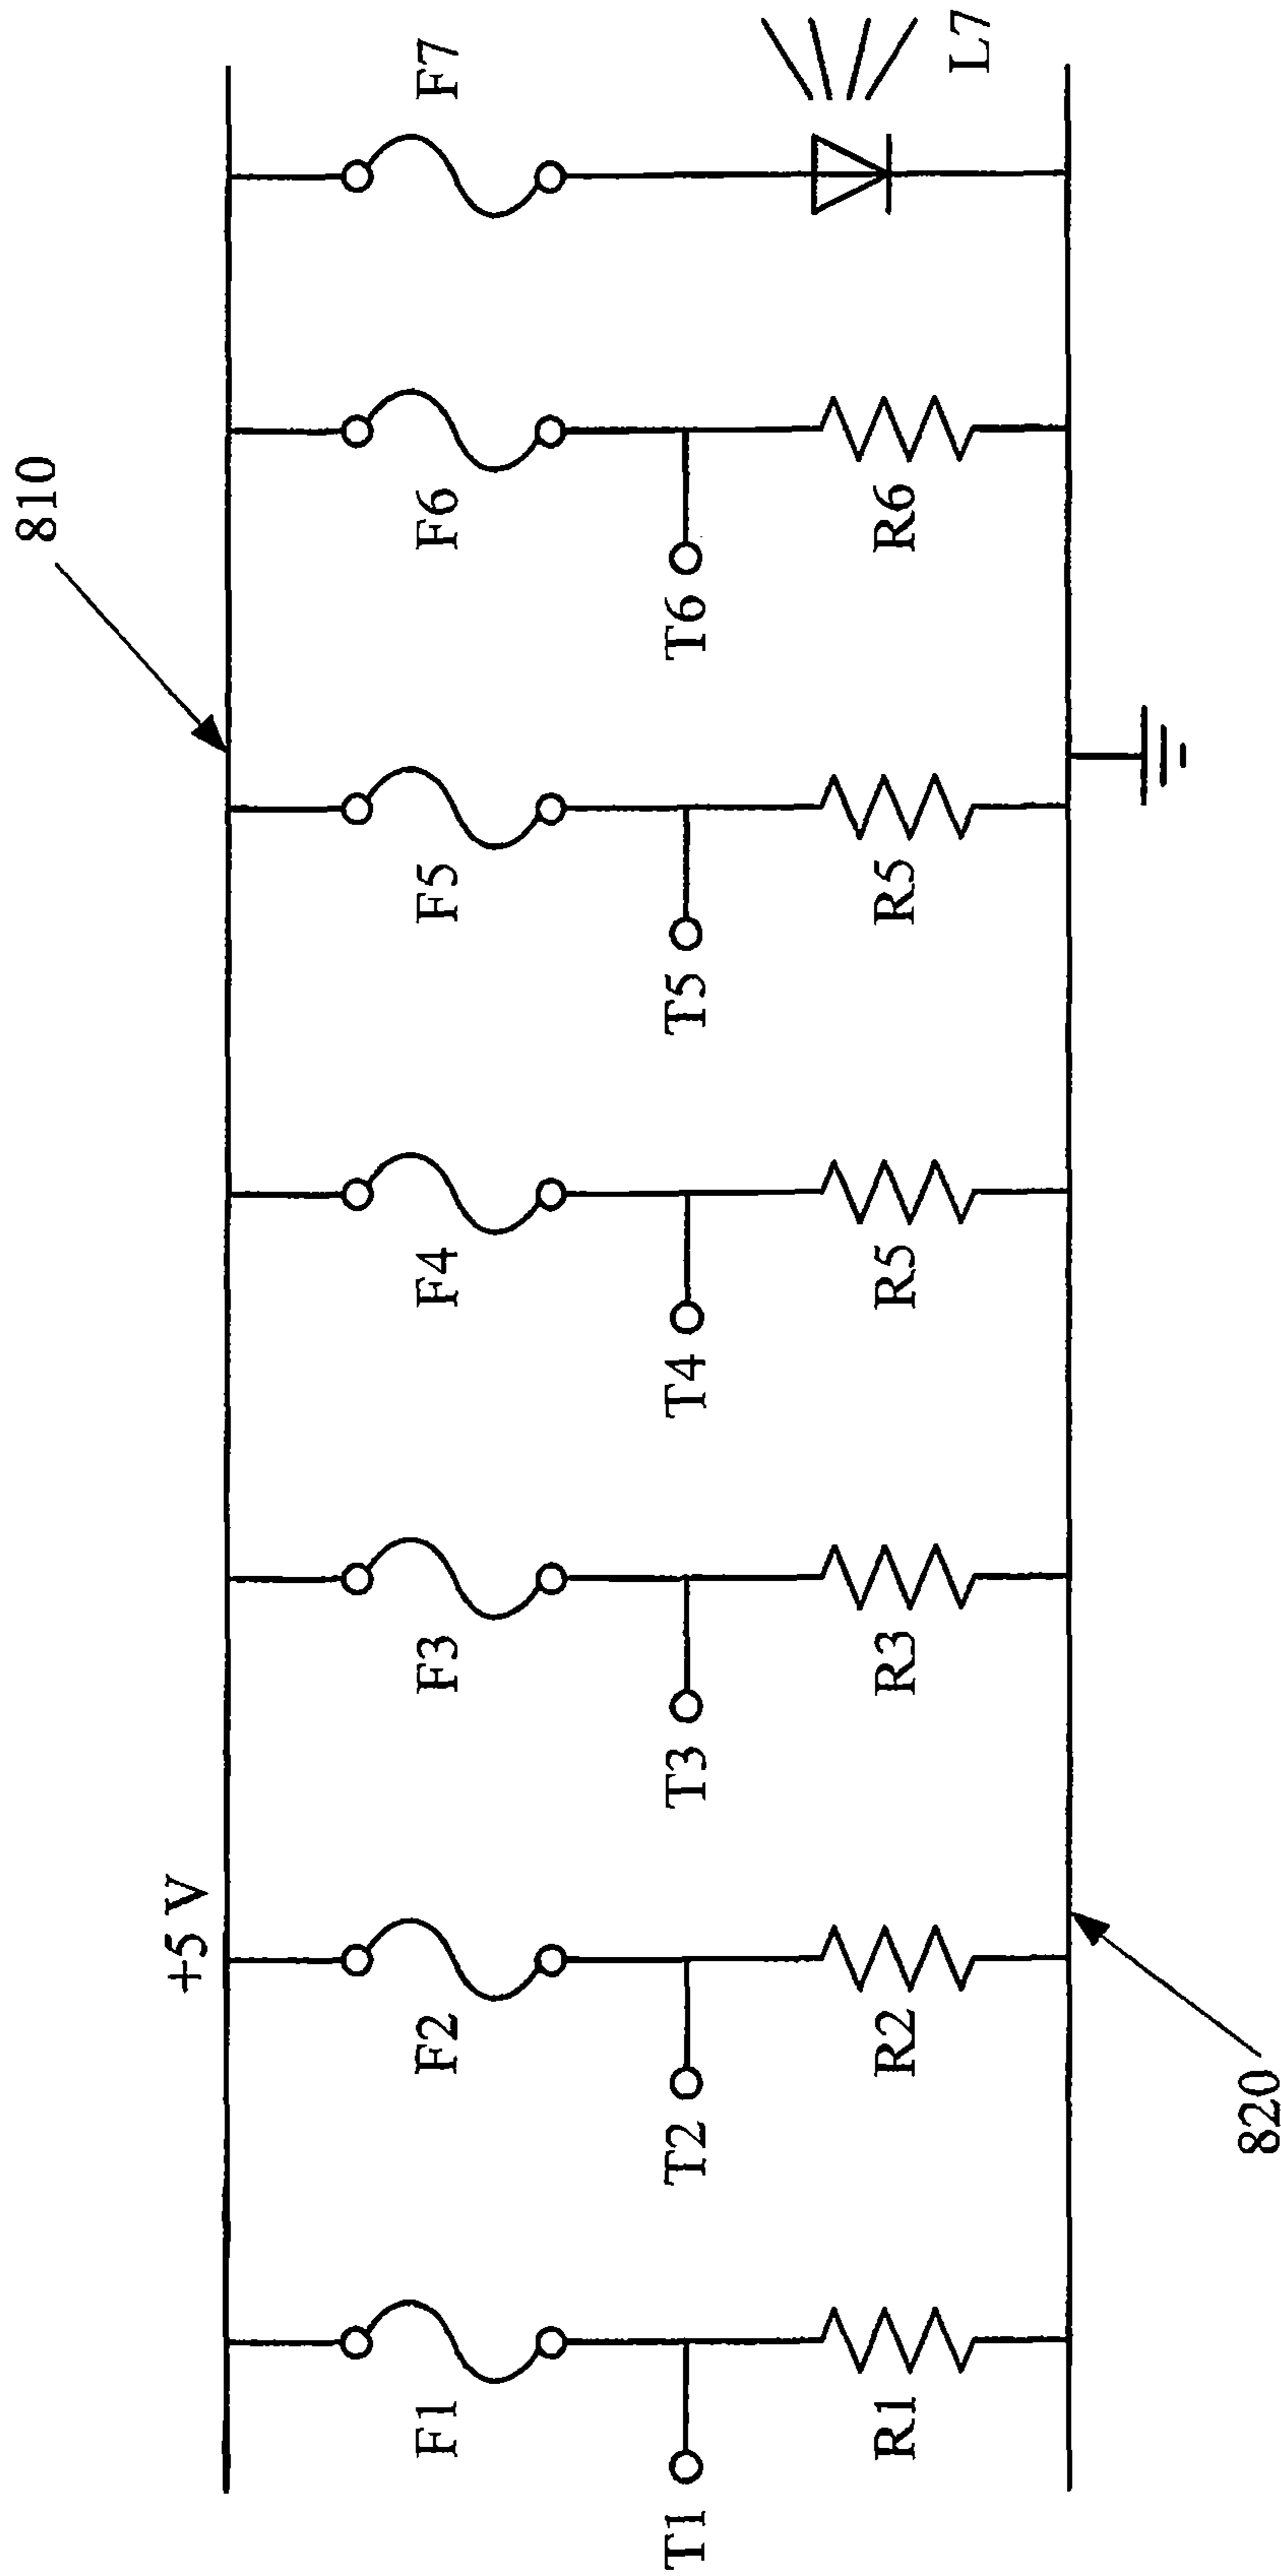 810
+5 V
F1 F2 F3 F4 F5 F6 F7
T1 T2 T3 T4 T5 T6
R1 R2 R3 R5 R5 R6 L7
820